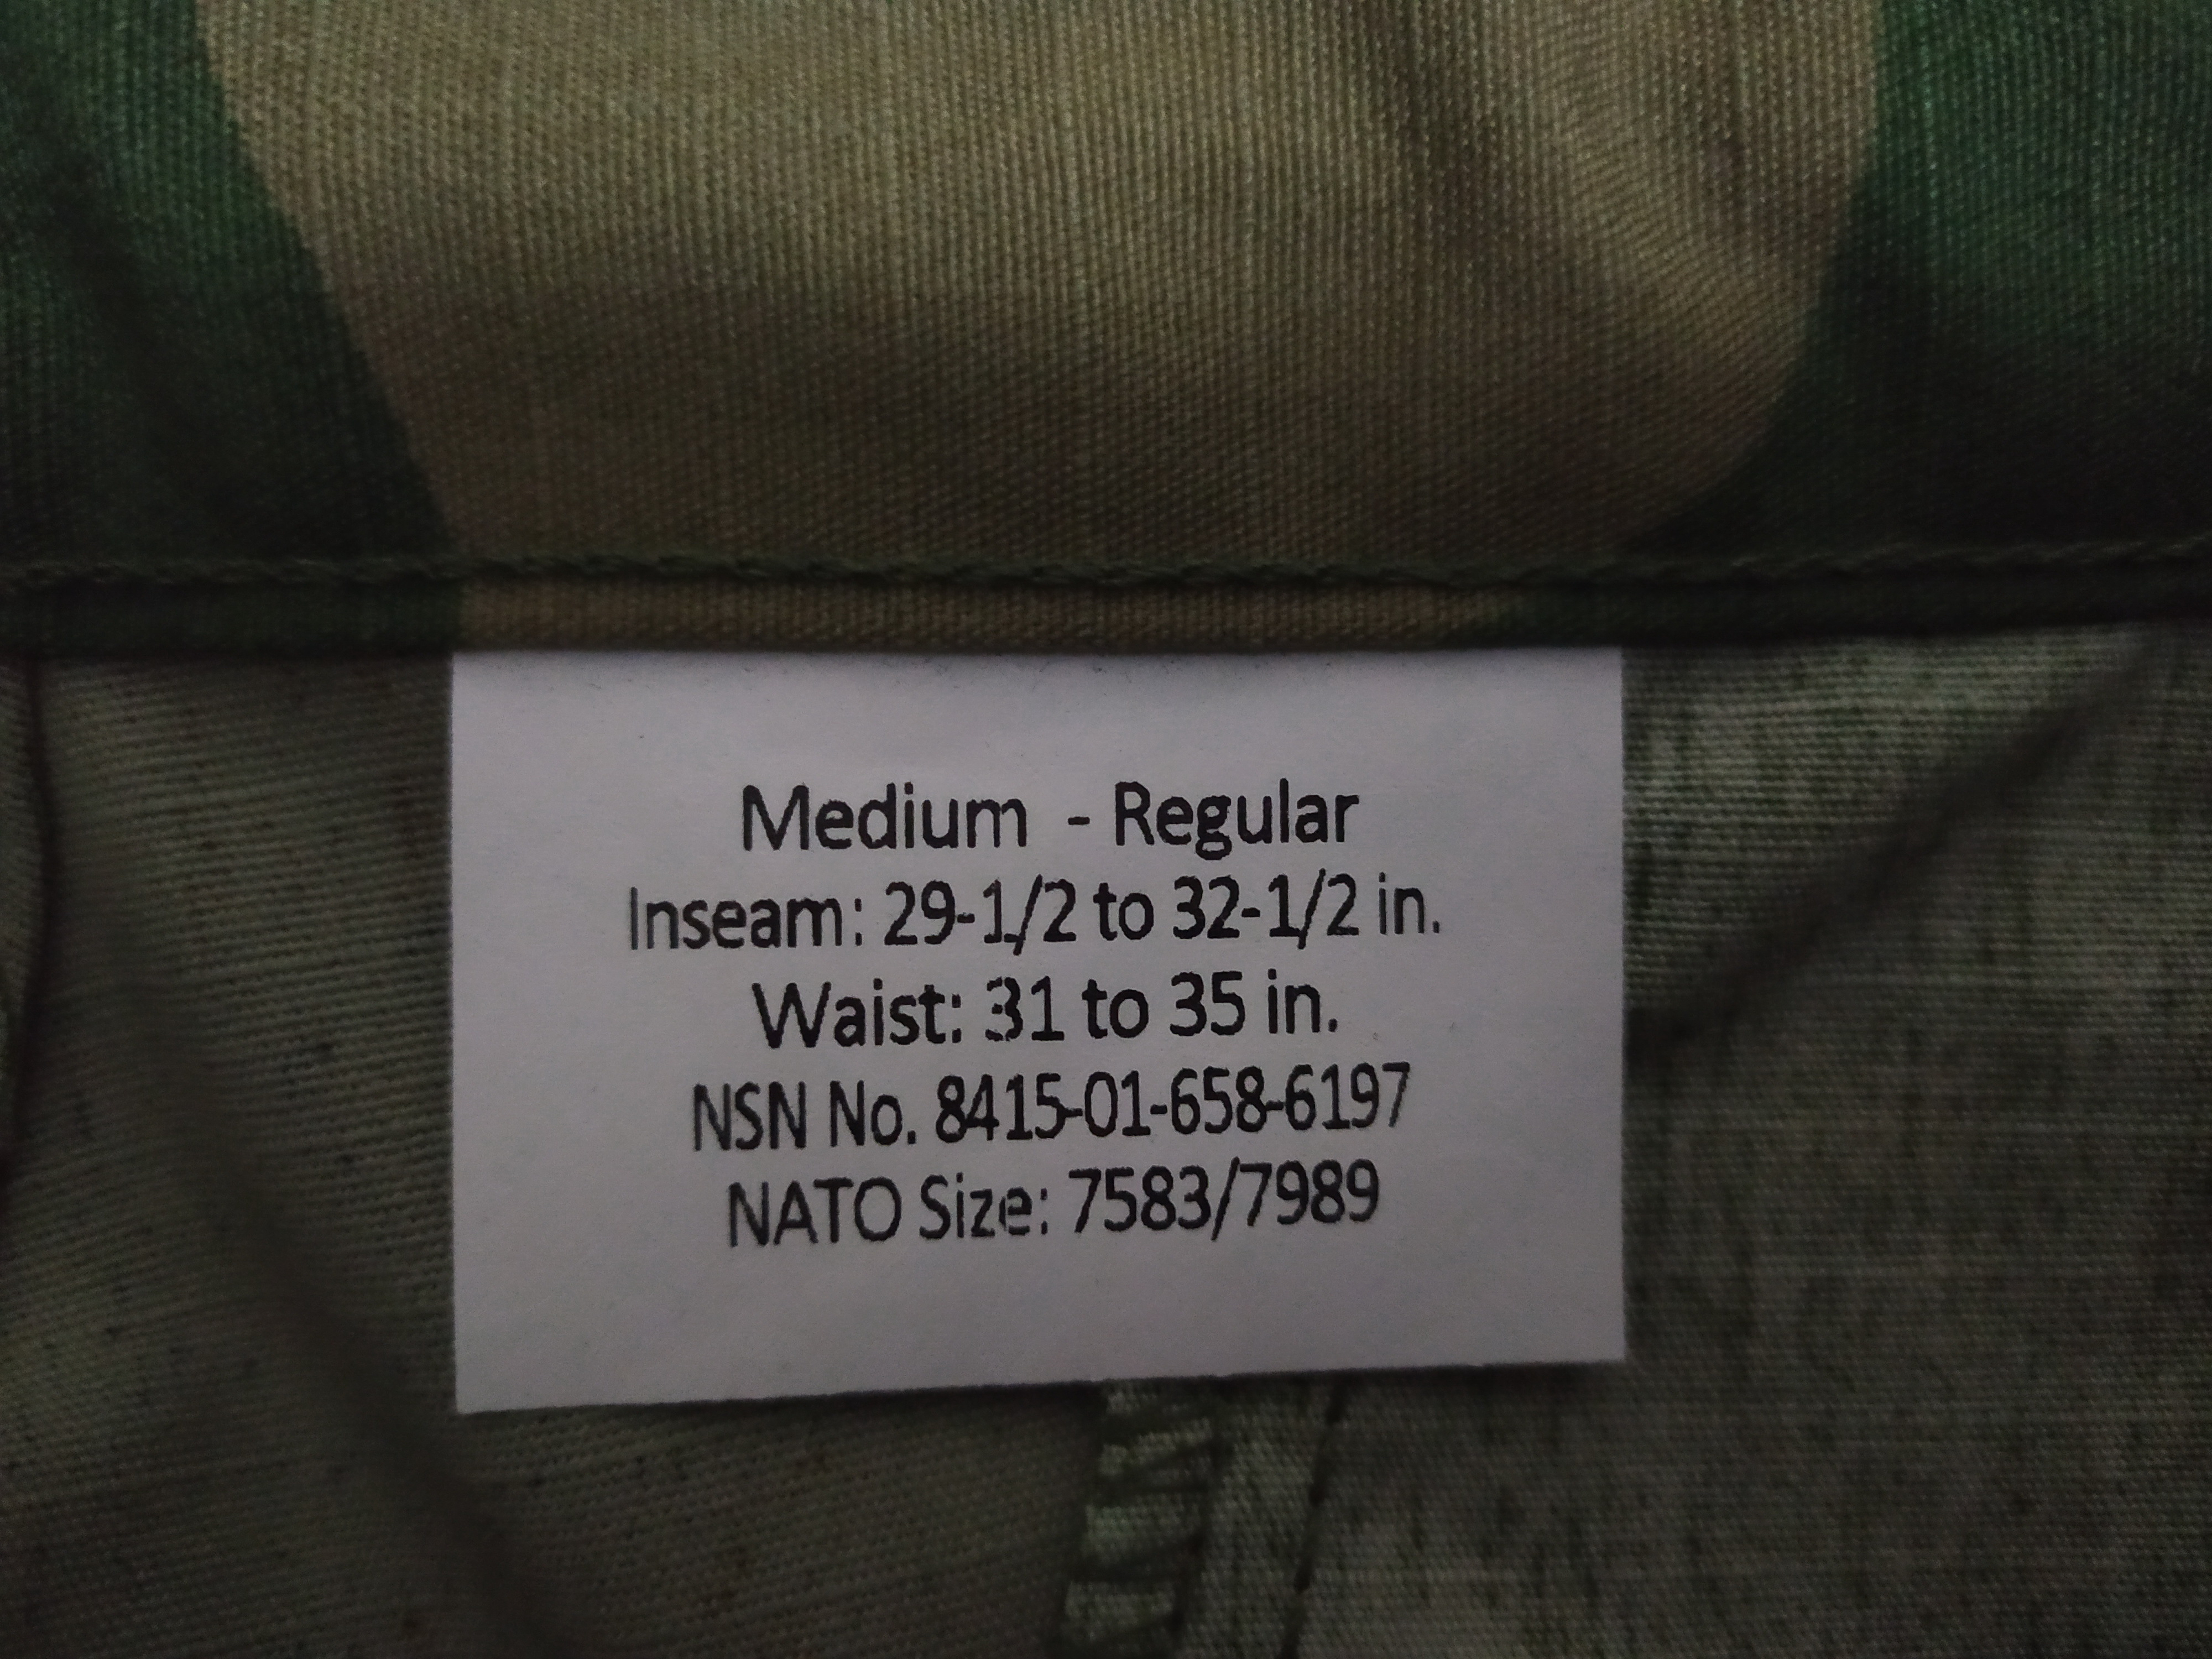 Medium - Regular
Inseam: 29-1/2 to 32-1/2 in.
Waist: 31 to 35 in.
NSN No. 8415-01-658-6197
NATO Size: 7583/7989